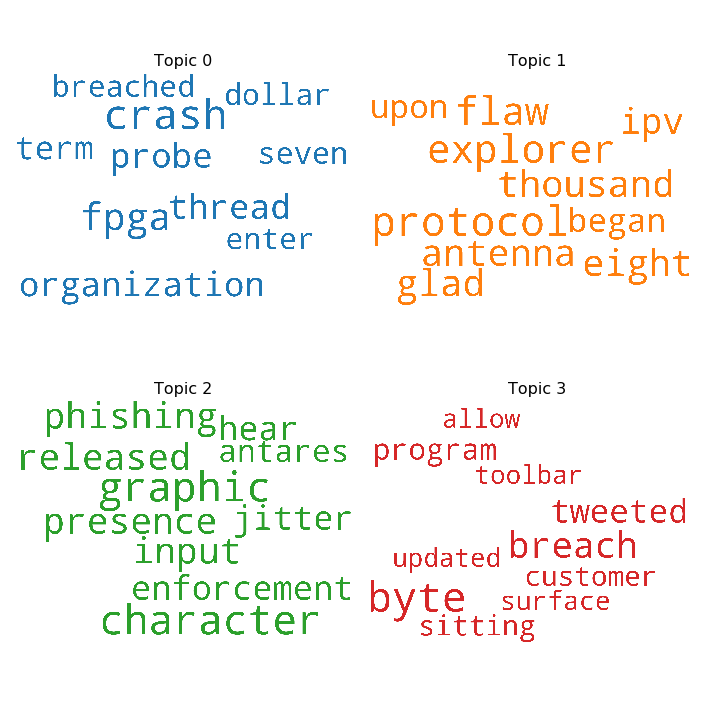 Topic 0
breached
dollar
crash
term
probe
seven
thread
fpga
enter
organization
Topic 1
upon
flaw
ipv
explorer
thousand
protocol
began
antenna
eight
glad
Topic 2
phishing
hear
released
antares
graphic
presence
jitter
input
enforcement
character
Topic 3
allow
program
toolbar
tweeted
breach
updated
customer
byte
surface
sitting